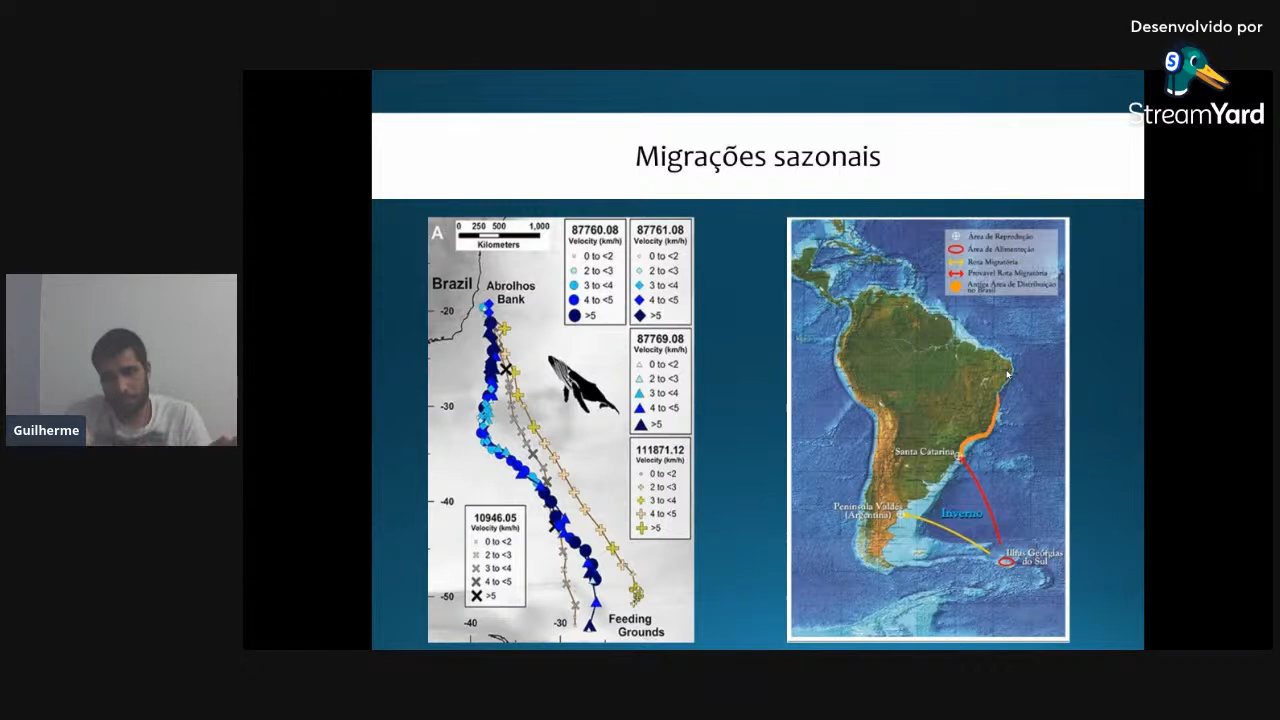 Desenvolvido por
StreamYard
Migrações sazonais
A
0 250 500 1,000
Kilometers
Brazil
Abrolhos
Bank
87760.08
Velocity (km/h)
0 to <2
2 to <3
3 to <4
4 to <5
>5
87761.08
Velocity (km/h)
0 to <2
2 to <3
3 to <4
4 to <5
>5
87769.08
Velocity (km/h)
0 to <2
2 to <3
3 to <4
4 to <5
>5
111871.12
Velocity (km/h)
0 to <2
2 to <3
3 to <4
4 to <5
>5
10946.05
Velocity (km/h)
0 to <2
2 to <3
3 to <4
4 to <5
>5
-20
-30
-40
-50
-40
-30
Feeding
Grounds
Área de Reprodução
Área de Alimentação
Rota Migratória
Provável Rota Migratória
Antiga Área de Distribuição
no Brasil
Santa Catarina
Península Valdés
(Argentina)
Inverno
Ilhas Geórgias
do Sul
Guilherme